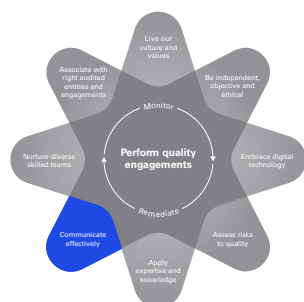 Live our
culture and
values
Associate with
right audited
entities and
engagements
Be independent,
objective and
ethical
Monitor
Nurture diverse
skilled teams
Perform quality
engagements
Embrace digital
technology
Remediate
Communicate
effectively
Assess risks
to quality
Apply
expertise and
knowledge